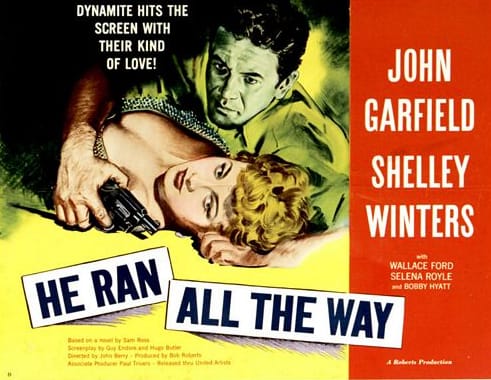 DYNAMITE HITS THE
SCREEN WITH
THEIR KIND
OF LOVE!
JOHN
GARFIELD
SHELLEY
WINTERS
with
WALLACE FORD
SELENA ROYLE
and BOBBY HYATT
HE RAN
ALL THE WAY
Based on a novel by Sam Ross
Screenplay by Guy Endore and Hugo Butler
Directed by John Berry - Produced by Bob Roberts
Associate Producer Paul Trivers - Released thru United Artists
A Roberts Production